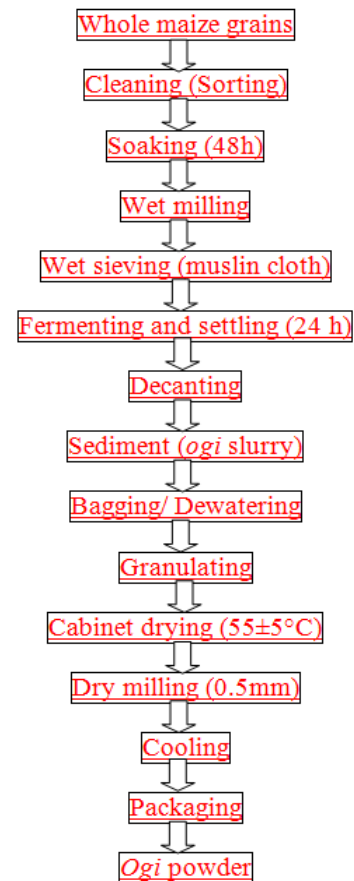 Whole maize grains
Cleaning (Sorting)
Soaking (48h)
Wet milling
Wet sieving (muslin cloth)
Fermenting and settling (24 h)
Decanting
Sediment (ogi slurry)
Bagging/ Dewatering
Granulating
Cabinet drying (55±5°C)
Dry milling (0.5mm)
Cooling
Packaging
Ogi powder